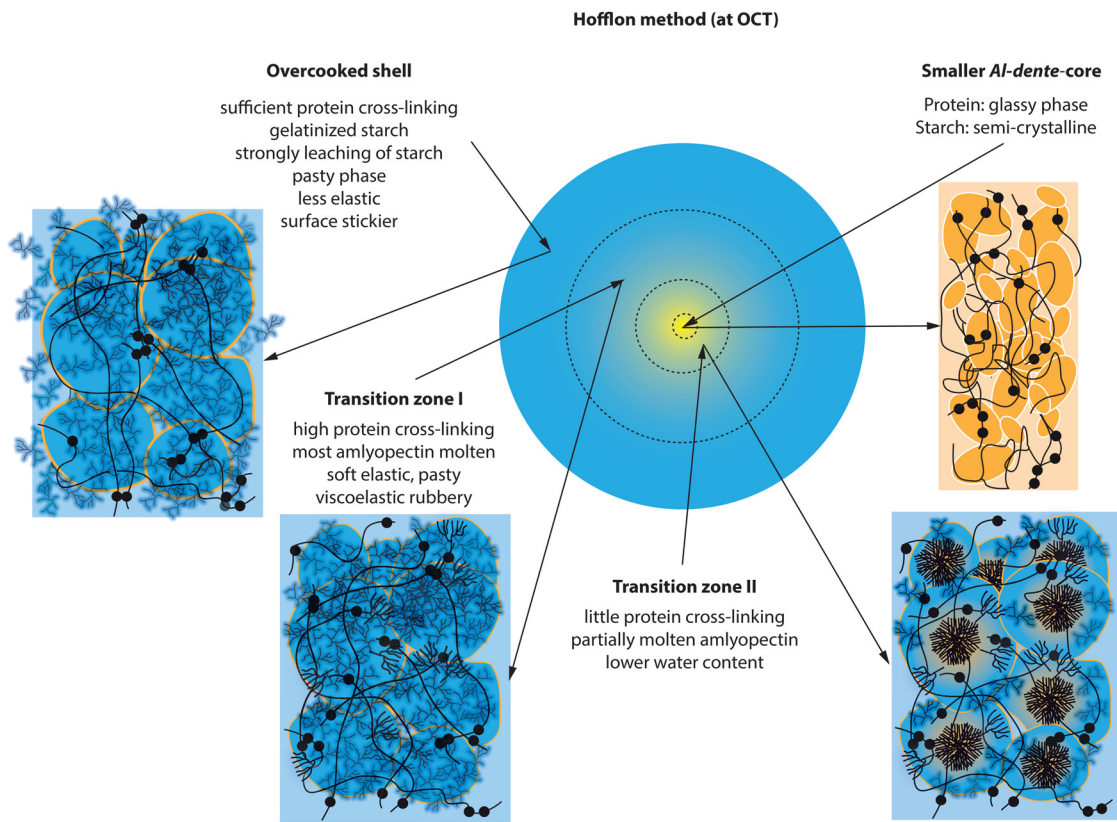 Hofflon method (at OCT)
Overcooked shell
sufficient protein cross-linking
gelatinized starch
strongly leaching of starch
pasty phase
less elastic
surface stickier
Smaller Al-dente-core
Protein: glassy phase
Starch: semi-crystalline
Transition zone I
high protein cross-linking
most amlyopectin molten
soft elastic, pasty
viscoelastic rubbery
Transition zone II
little protein cross-linking
partially molten amlyopectin
lower water content